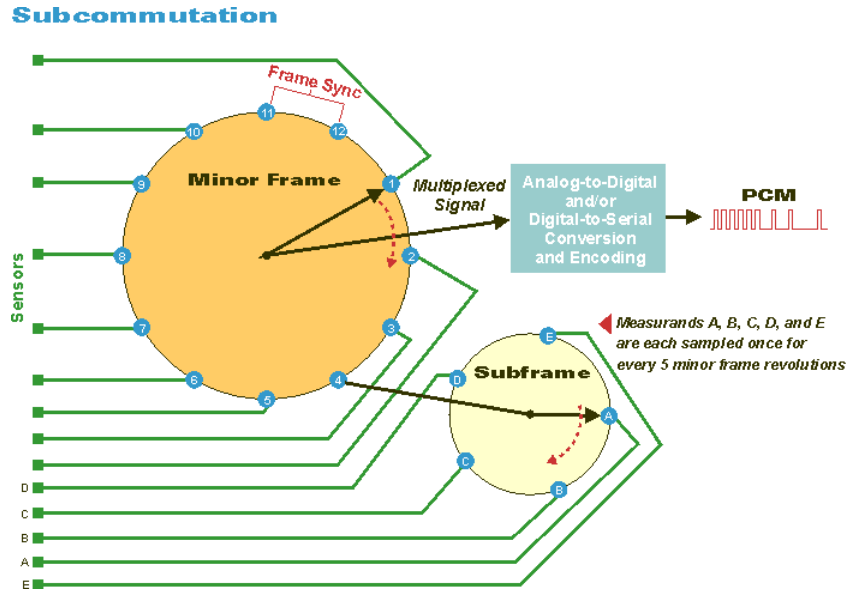 Subcommutation
Frame Sync
11
12
10
1
9
Minor Frame
Multiplexed
Signal
Analog-to-Digital
and/or
Digital-to-Serial
Conversion
and Encoding
PCM
8
2
Sensors
7
3
Measurands A, B, C, D, and E
are each sampled once for
every 5 minor frame revolutions
E
6
4
5
D
Subframe
A
C
B
D
C
B
A
E